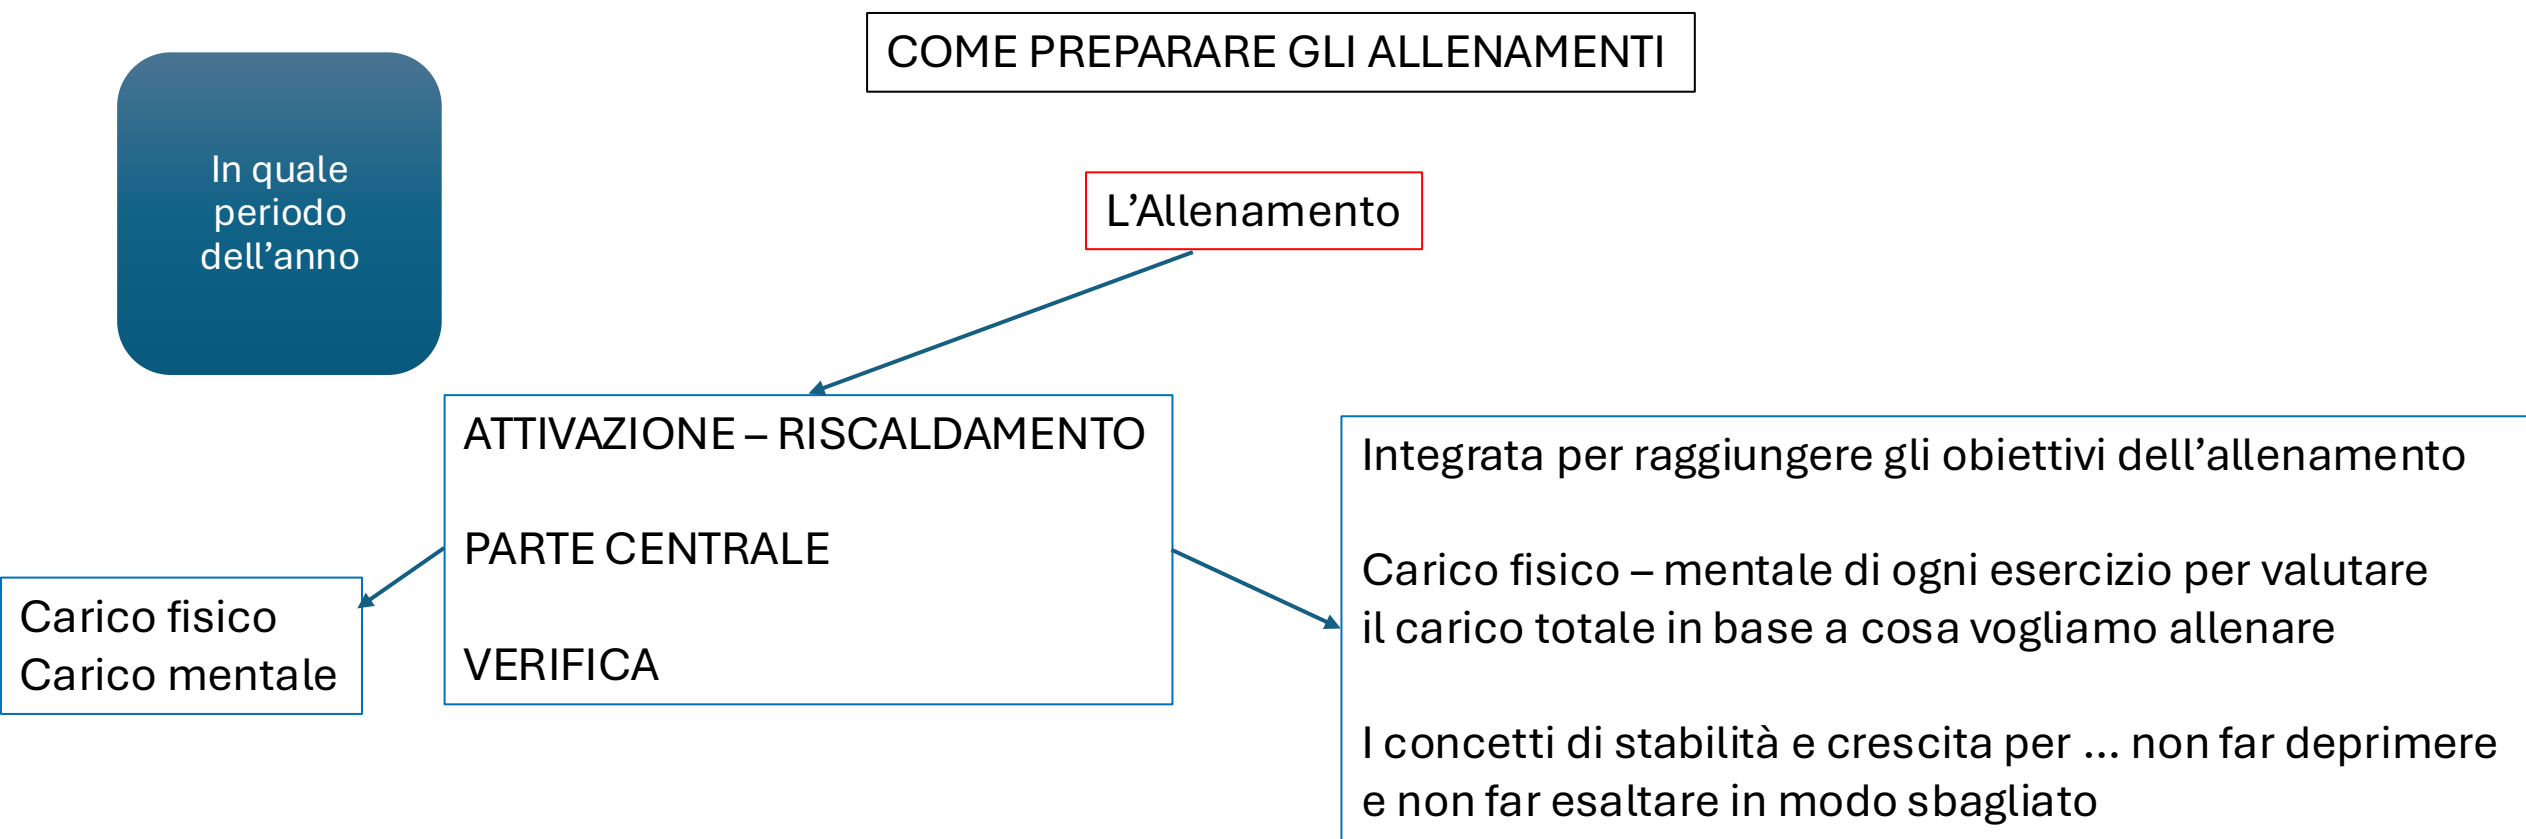 COME PREPARARE GLI ALLENAMENTI
In quale
periodo
dell’anno
L’Allenamento
ATTIVAZIONE – RISCALDAMENTO
PARTE CENTRALE
VERIFICA
Carico fisico
Carico mentale
Integrata per raggiungere gli obiettivi dell’allenamento
Carico fisico – mentale di ogni esercizio per valutare
il carico totale in base a cosa vogliamo allenare
I concetti di stabilità e crescita per … non far deprimere
e non far esaltare in modo sbagliato